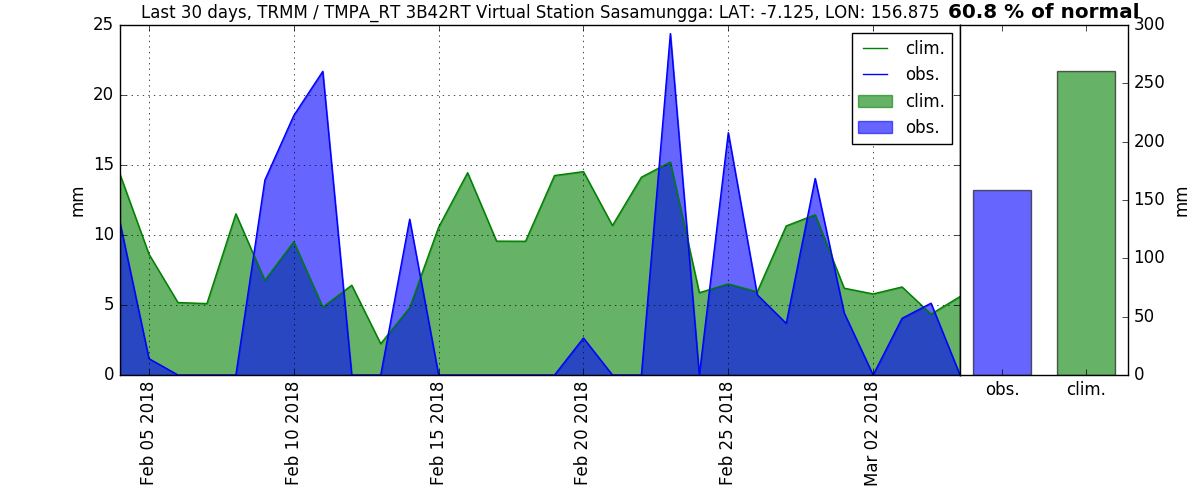 Last 30 days, TRMM / TMPA_RT 3B42RT Virtual Station Sasamungga: LAT: -7.125, LON: 156.875 60.8 % of normal
25
20
15
10
5
0
mm
clim.
obs.
clim.
obs.
Feb 05 2018
Feb 10 2018
Feb 15 2018
Feb 20 2018
Feb 25 2018
Mar 02 2018
300
250
200
150
100
50
0
mm
obs.
clim.